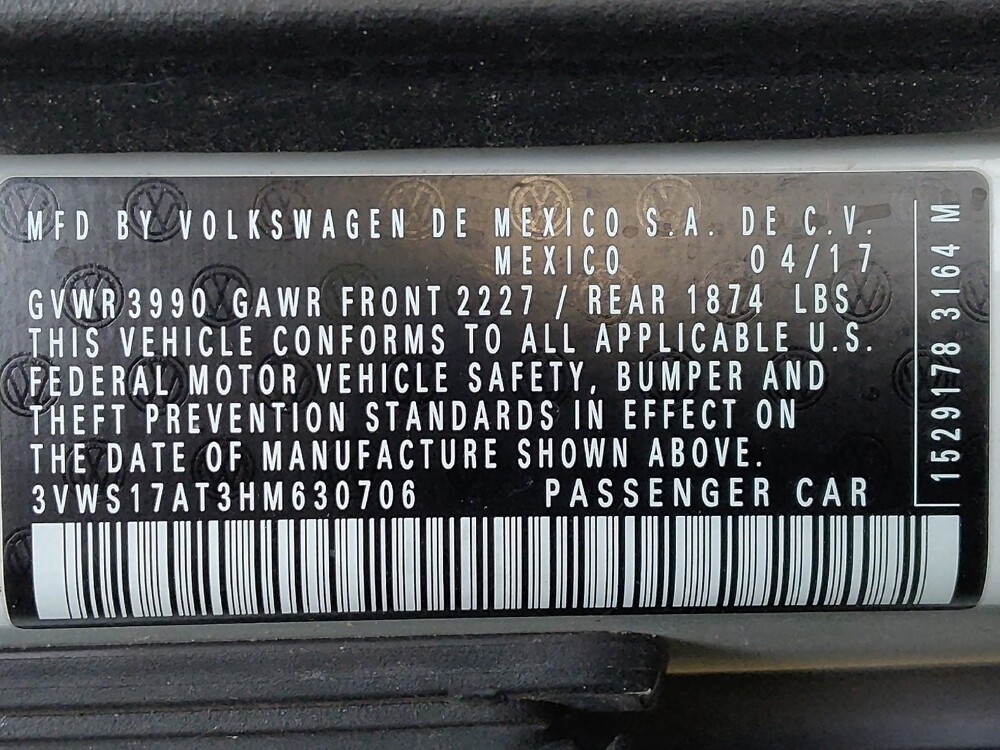 MFD BY VOLKSWAGEN DE MEXICO S.A. DE C.V.
MEXICO 04/17
GVWR 3990 GAWR FRONT 2227 / REAR 1874 LBS
THIS VEHICLE CONFORMS TO ALL APPLICABLE U.S.
FEDERAL MOTOR VEHICLE SAFETY, BUMPER AND
THEFT PREVENTION STANDARDS IN EFFECT ON
THE DATE OF MANUFACTURE SHOWN ABOVE.
3VWS17AT3HM630706 PASSENGER CAR
1529178 3164 M